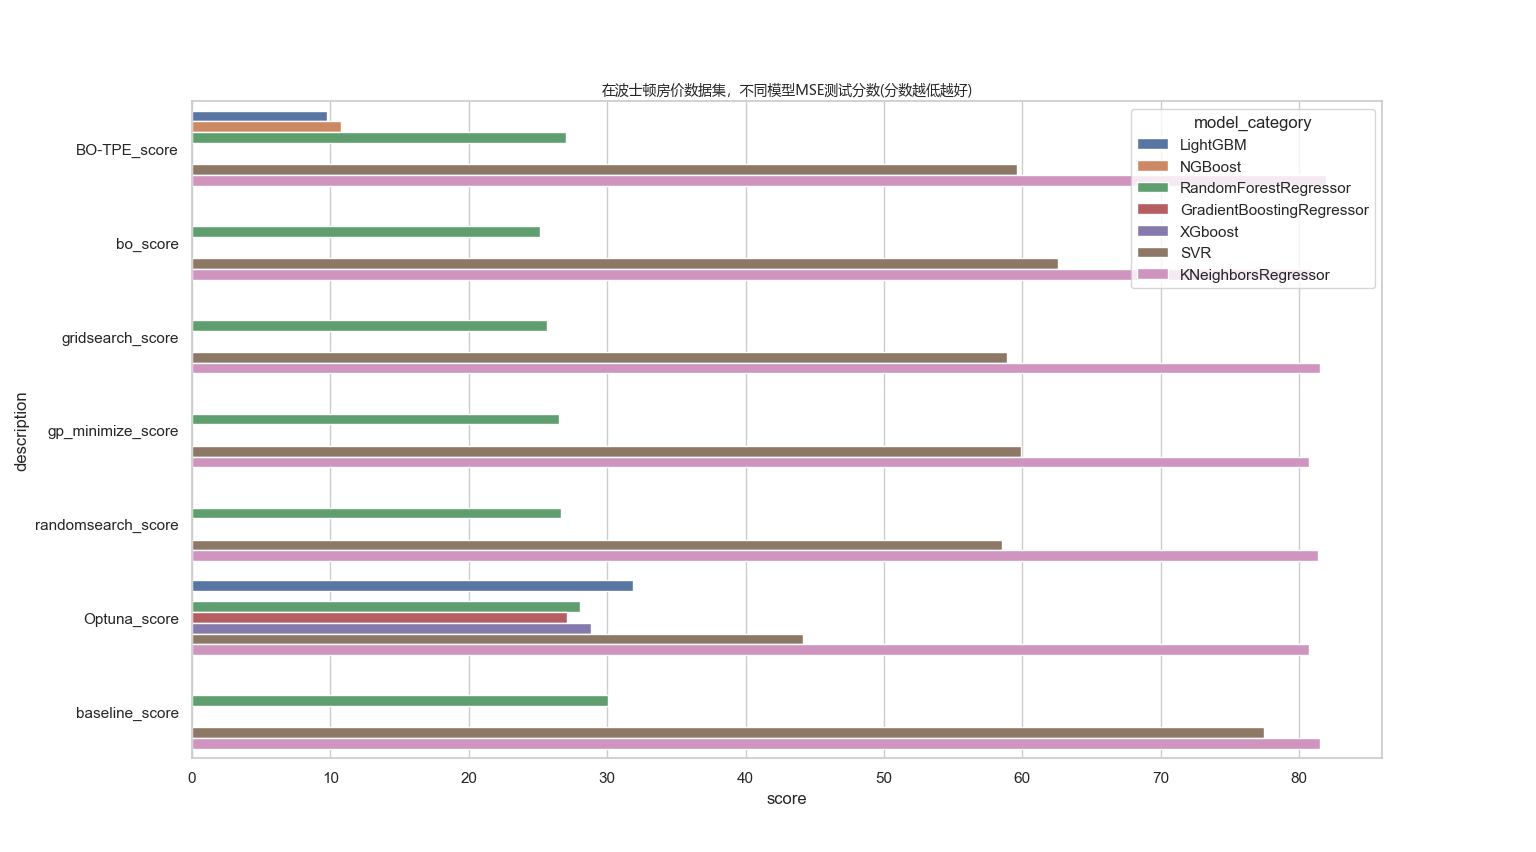 在波士顿房价数据集，不同模型MSE测试分数(分数越低越好)
model_category
LightGBM
NGBoost
RandomForestRegressor
GradientBoostingRegressor
XGboost
SVR
KNeighborsRegressor
description
BO-TPE_score
bo_score
gridsearch_score
gp_minimize_score
randomsearch_score
Optuna_score
baseline_score
0 10 20 30 40 50 60 70 80
score